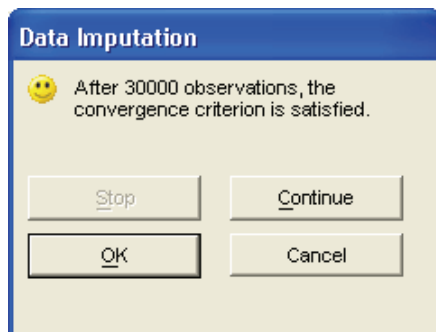 Data Imputation
After 30000 observations, the
convergence criterion is satisfied.
Stop
Continue
OK
Cancel